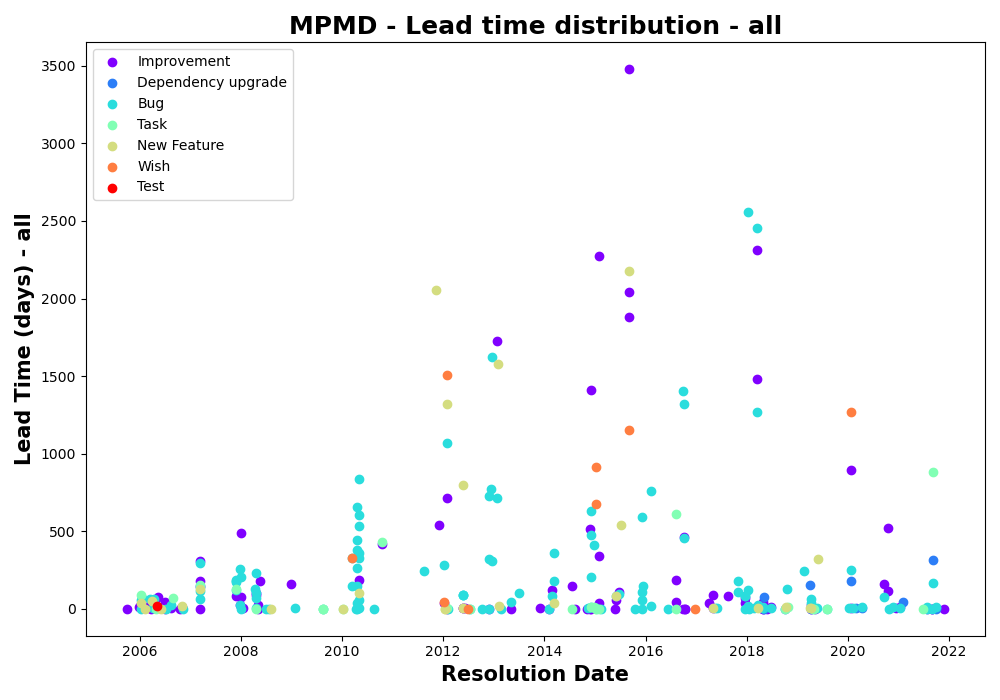 MPMD - Lead time distribution - all
Improvement
Dependency upgrade
Bug
Task
New Feature
Wish
Test
Lead Time (days) - all
3500
3000
2500
2000
1500
1000
500
0
2006 2008 2010 2012 2014 2016 2018 2020 2022
Resolution Date